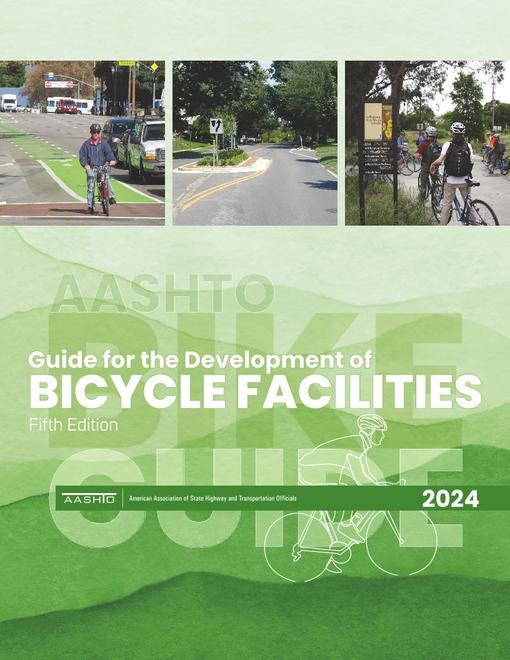 AASHTO
BIKE
Guide for the Development of
BICYCLE FACILITIES
Fifth Edition
GUIDE
AASHTO American Association of State Highway and Transportation Officials
2024